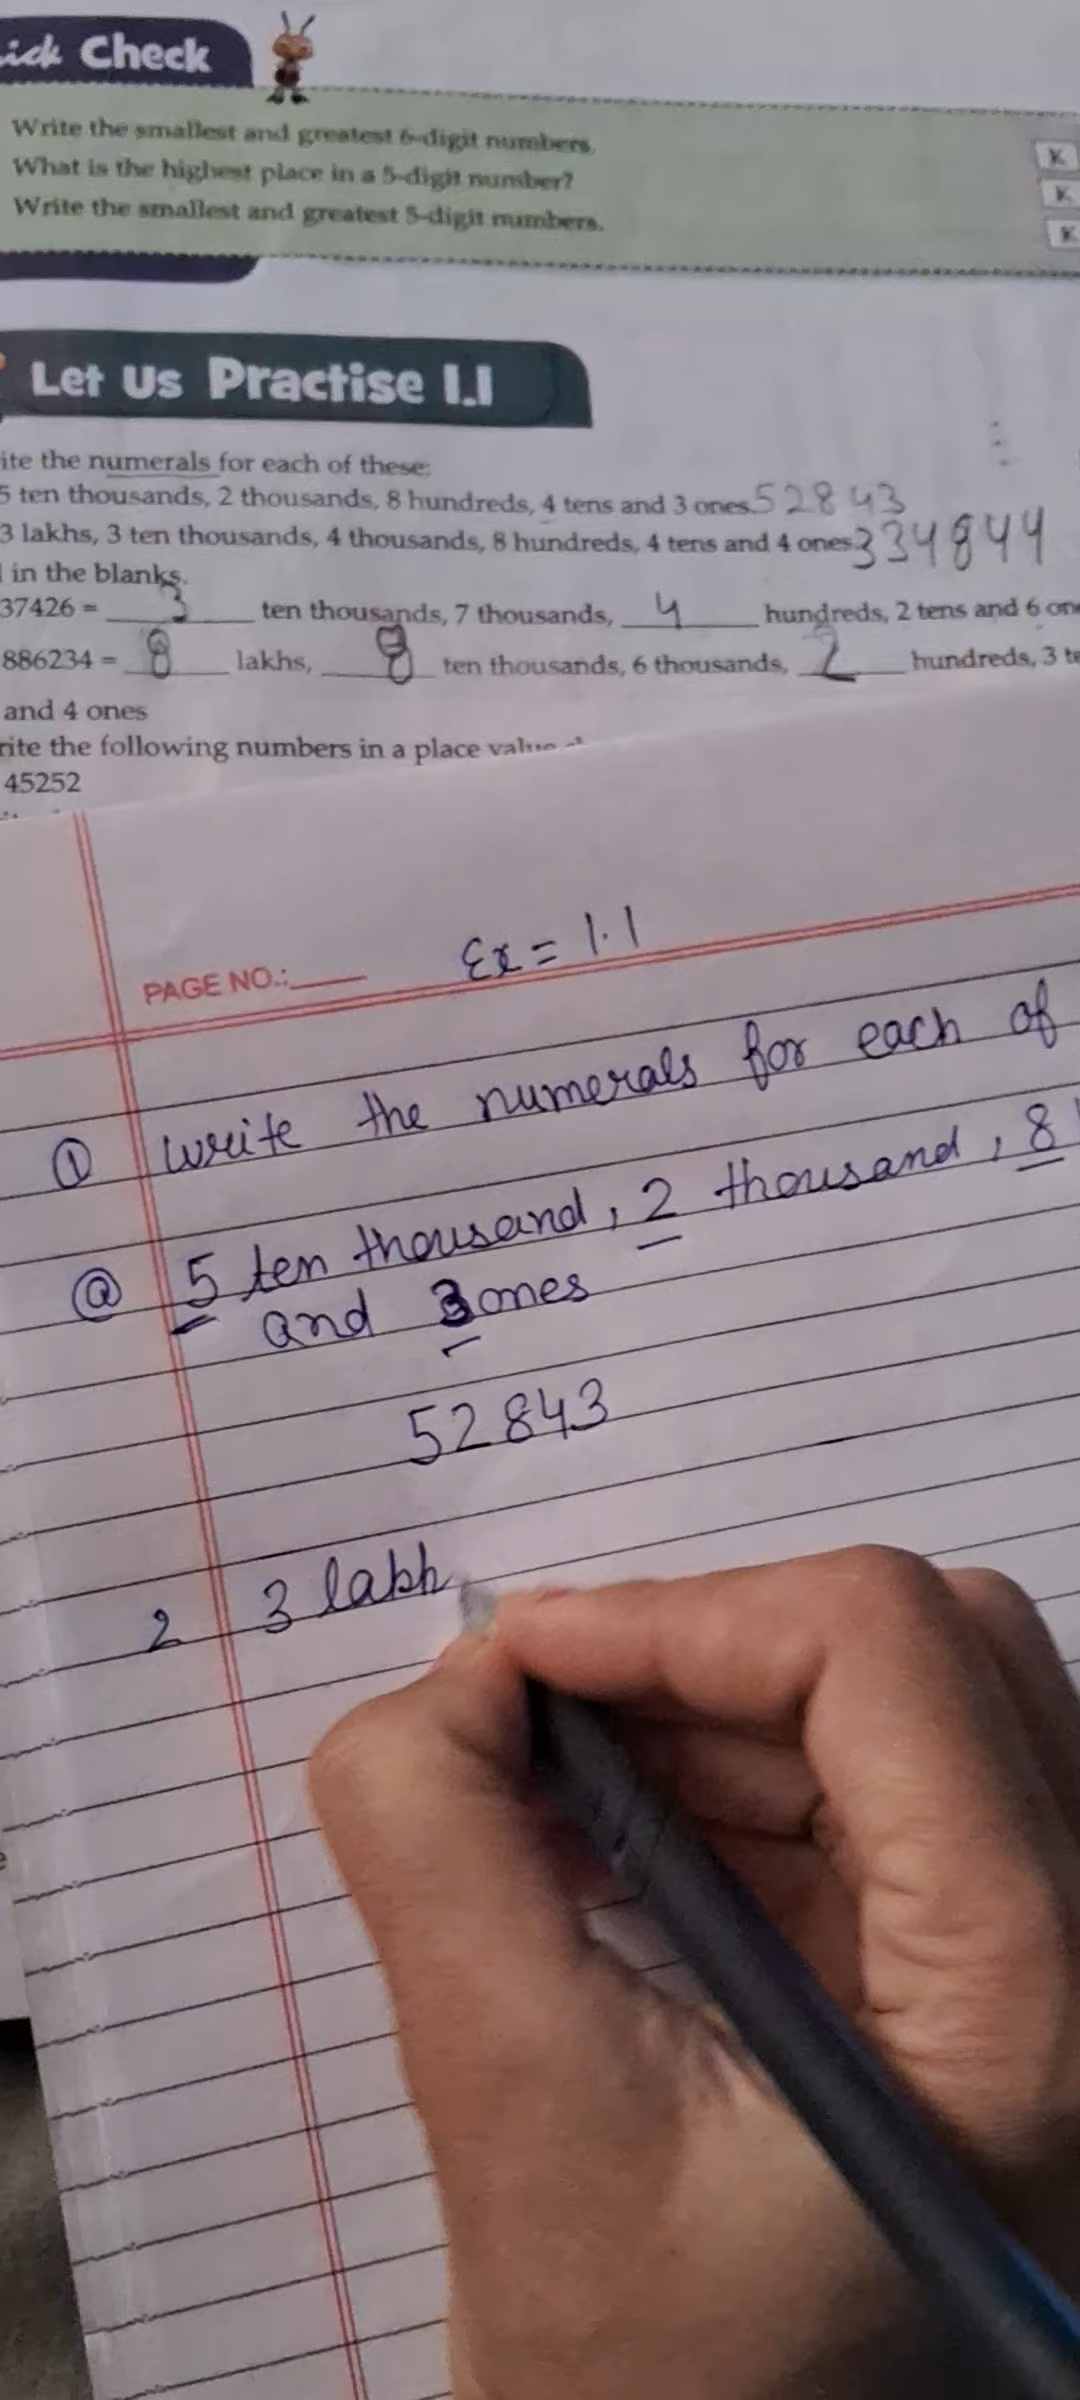 ick Check
Write the smallest and greatest 6-digit numbers.
K
What is the highest place in a 5-digit number?
K
Write the smallest and greatest 5-digit numbers.
K
Let Us Practise 1.1
ite the numerals for each of these:
5 ten thousands, 2 thousands, 8 hundreds, 4 tens and 3 ones 52843
3 lakhs, 3 ten thousands, 4 thousands, 8 hundreds, 4 tens and 4 ones 334844
in the blanks.
37426 = 3 ten thousands, 7 thousands, 4 hundreds, 2 tens and 6 on
886234 = 8 lakhs, 8 ten thousands, 6 thousands, 2 hundreds, 3 te
and 4 ones
rite the following numbers in a place value
45252
Ex = 1.1
PAGE NO.:
① write the numerals for each of
ⓐ 5 ten thousand, 2 thousand, 8
and 3 ones
52843
2 3 lakh